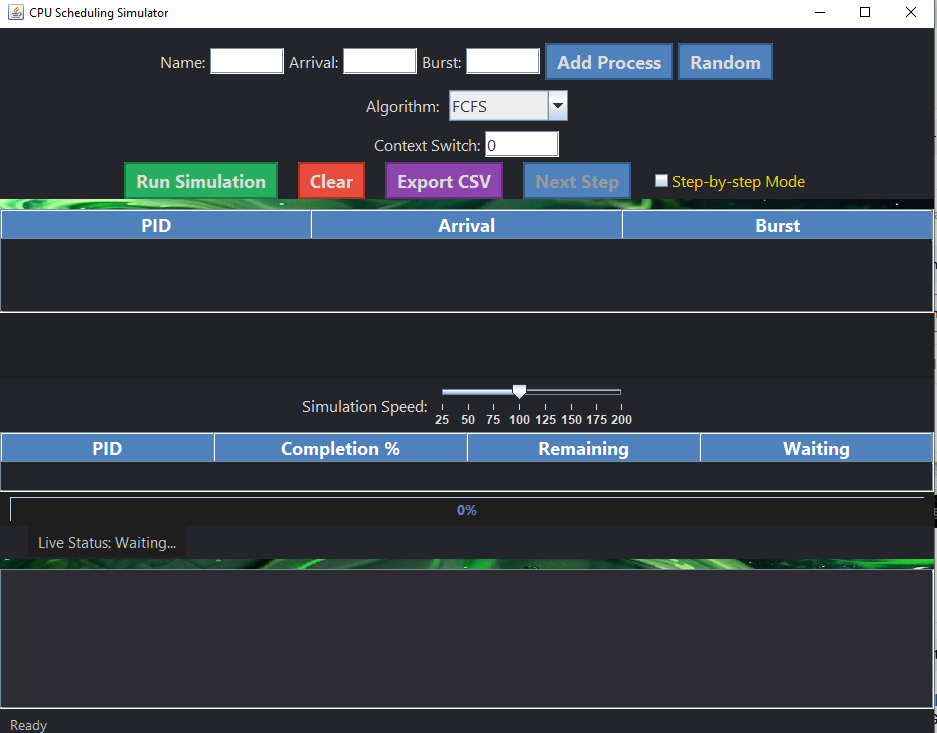 CPU Scheduling Simulator
Name: Arrival: Burst: Add Process Random
Algorithm: FCFS
Context Switch: 0
Run Simulation Clear Export CSV Next Step Step-by-step Mode
PID Arrival Burst
Simulation Speed:
25 50 75 100 125 150 175 200
PID Completion % Remaining Waiting
0%
Live Status: Waiting...
Ready